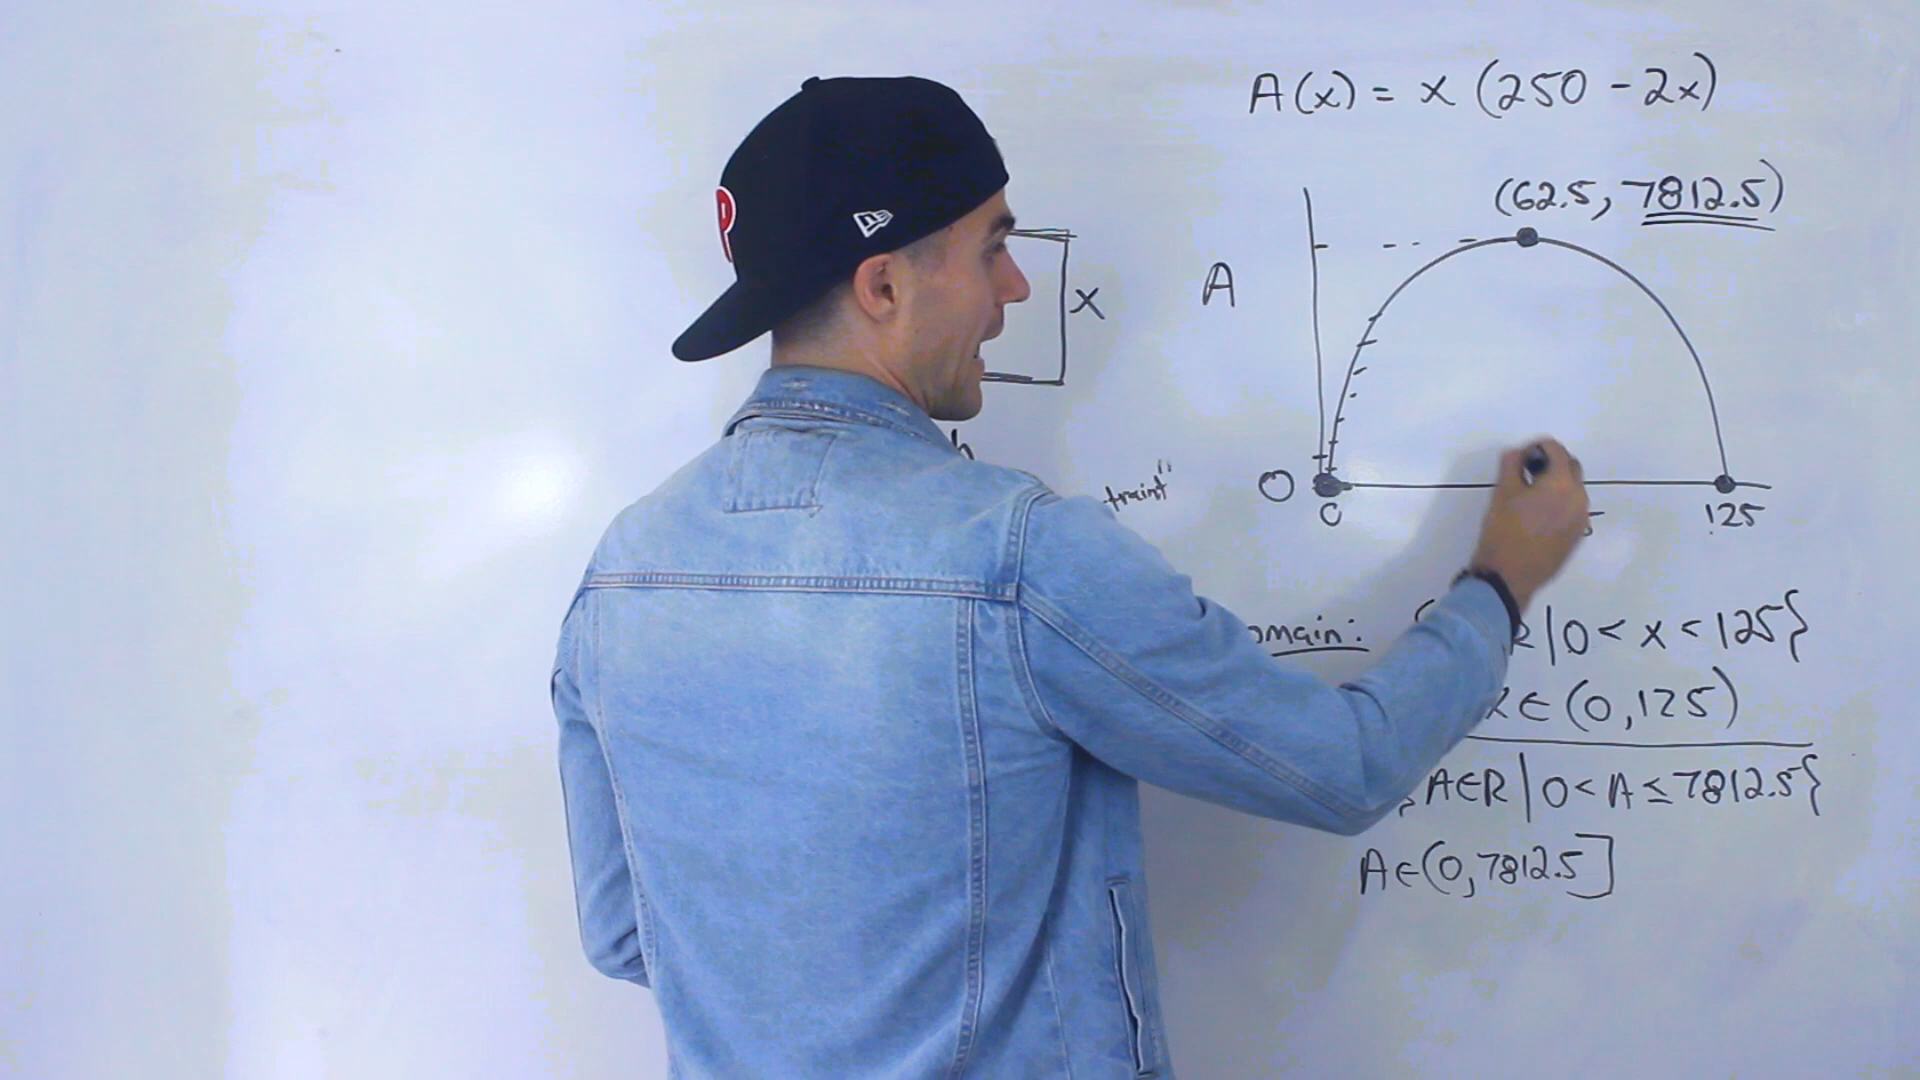 A(x) = x (250 - 2x)
(62.5, 7812.5)
A
x
0
0
125
omain:
R | 0 < x < 125}
x ∈ (0, 125)
{A∈R | 0 < A ≤ 7812.5}
A ∈ (0, 7812.5]
P